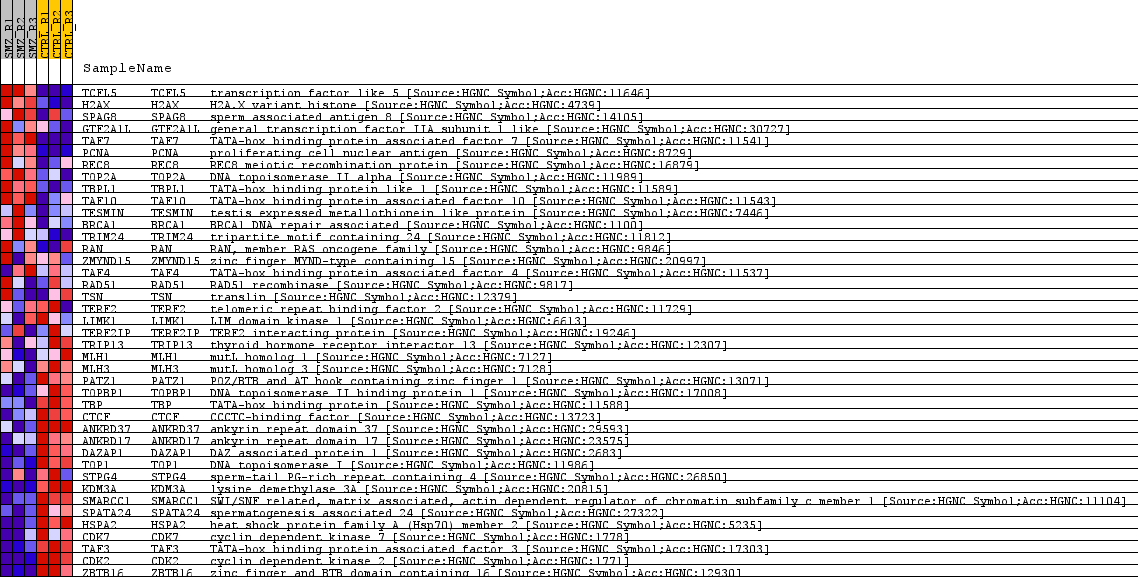 SMZ_R1
SMZ_R2
SMZ_R3
CTRL_R1
CTRL_R2
CTRL_R3
SampleName
TCFL5 TCFL5 transcription factor like 5 [Source:HGNC Symbol;Acc:HGNC:11646]
H2AX H2AX H2A.X variant histone [Source:HGNC Symbol;Acc:HGNC:4739]
SPAG8 SPAG8 sperm associated antigen 8 [Source:HGNC Symbol;Acc:HGNC:14105]
GTF2A1L GTF2A1L general transcription factor IIA subunit 1 like [Source:HGNC Symbol;Acc:HGNC:30727]
TAF7 TAF7 TATA-box binding protein associated factor 7 [Source:HGNC Symbol;Acc:HGNC:11541]
PCNA PCNA proliferating cell nuclear antigen [Source:HGNC Symbol;Acc:HGNC:8729]
REC8 REC8 REC8 meiotic recombination protein [Source:HGNC Symbol;Acc:HGNC:16879]
TOP2A TOP2A DNA topoisomerase II alpha [Source:HGNC Symbol;Acc:HGNC:11989]
TBPL1 TBPL1 TATA-box binding protein like 1 [Source:HGNC Symbol;Acc:HGNC:11589]
TAF10 TAF10 TATA-box binding protein associated factor 10 [Source:HGNC Symbol;Acc:HGNC:11543]
TESMIN TESMIN testis expressed metallothionein like protein [Source:HGNC Symbol;Acc:HGNC:7446]
BRCA1 BRCA1 BRCA1 DNA repair associated [Source:HGNC Symbol;Acc:HGNC:1100]
TRIM24 TRIM24 tripartite motif containing 24 [Source:HGNC Symbol;Acc:HGNC:11812]
RAN RAN RAN, member RAS oncogene family [Source:HGNC Symbol;Acc:HGNC:9846]
ZMYND15 ZMYND15 zinc finger MYND-type containing 15 [Source:HGNC Symbol;Acc:HGNC:20997]
TAF4 TAF4 TATA-box binding protein associated factor 4 [Source:HGNC Symbol;Acc:HGNC:11537]
RAD51 RAD51 RAD51 recombinase [Source:HGNC Symbol;Acc:HGNC:9817]
TSN TSN translin [Source:HGNC Symbol;Acc:HGNC:12379]
TERF2 TERF2 telomeric repeat binding factor 2 [Source:HGNC Symbol;Acc:HGNC:11729]
LIMK1 LIMK1 LIM domain kinase 1 [Source:HGNC Symbol;Acc:HGNC:6613]
TERF2IP TERF2IP TERF2 interacting protein [Source:HGNC Symbol;Acc:HGNC:19246]
TRIP13 TRIP13 thyroid hormone receptor interactor 13 [Source:HGNC Symbol;Acc:HGNC:12307]
MLH1 MLH1 mutL homolog 1 [Source:HGNC Symbol;Acc:HGNC:7127]
MLH3 MLH3 mutL homolog 3 [Source:HGNC Symbol;Acc:HGNC:7128]
PATZ1 PATZ1 POZ/BTB and AT hook containing zinc finger 1 [Source:HGNC Symbol;Acc:HGNC:13071]
TOPBP1 TOPBP1 DNA topoisomerase II binding protein 1 [Source:HGNC Symbol;Acc:HGNC:17008]
TBP TBP TATA-box binding protein [Source:HGNC Symbol;Acc:HGNC:11588]
CTCF CTCF CCCTC-binding factor [Source:HGNC Symbol;Acc:HGNC:13723]
ANKRD37 ANKRD37 ankyrin repeat domain 37 [Source:HGNC Symbol;Acc:HGNC:29593]
ANKRD17 ANKRD17 ankyrin repeat domain 17 [Source:HGNC Symbol;Acc:HGNC:23575]
DAZAP1 DAZAP1 DAZ associated protein 1 [Source:HGNC Symbol;Acc:HGNC:2683]
TOP1 TOP1 DNA topoisomerase I [Source:HGNC Symbol;Acc:HGNC:11986]
STPG4 STPG4 sperm-tail PG-rich repeat containing 4 [Source:HGNC Symbol;Acc:HGNC:26850]
KDM3A KDM3A lysine demethylase 3A [Source:HGNC Symbol;Acc:HGNC:20815]
SMARCC1 SMARCC1 SWI/SNF related, matrix associated, actin dependent regulator of chromatin subfamily c member 1 [Source:HGNC Symbol;Acc:HGNC:11104]
SPATA24 SPATA24 spermatogenesis associated 24 [Source:HGNC Symbol;Acc:HGNC:27322]
HSPA2 HSPA2 heat shock protein family A (Hsp70) member 2 [Source:HGNC Symbol;Acc:HGNC:5235]
CDK7 CDK7 cyclin dependent kinase 7 [Source:HGNC Symbol;Acc:HGNC:1778]
TAF3 TAF3 TATA-box binding protein associated factor 3 [Source:HGNC Symbol;Acc:HGNC:17303]
CDK2 CDK2 cyclin dependent kinase 2 [Source:HGNC Symbol;Acc:HGNC:1771]
ZBTB16 ZBTB16 zinc finger and BTB domain containing 16 [Source:HGNC Symbol;Acc:HGNC:12930]